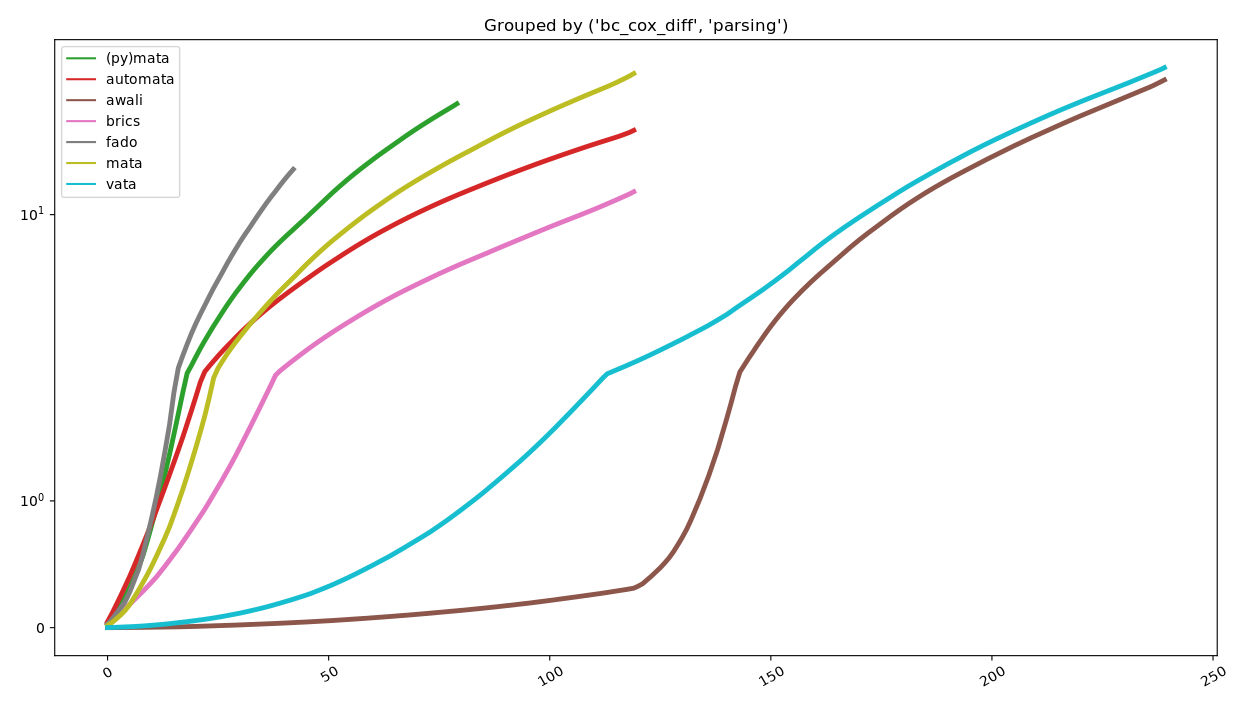 Grouped by ('bc_cox_diff', 'parsing')
(py)mata
automata
awali
brics
fado
mata
vata
10¹
10⁰
0
0
50
100
150
200
250